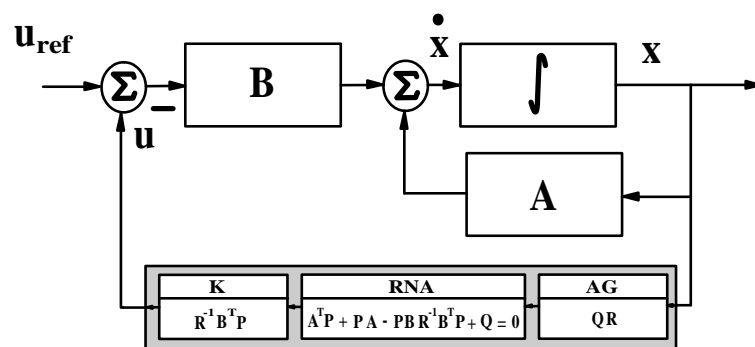 u_ref
Σ
−
B
Σ
ẋ
∫
x
u
A
K
RNA
AG
R⁻¹BᵀP
AᵀP + PA - PBR⁻¹BᵀP + Q = 0
QR